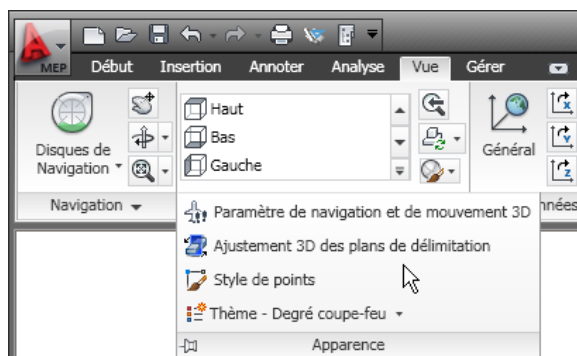 MEP
Début Insertion Annoter Analyse Vue Gérer
Haut
Bas
Gauche
Disques de
Navigation
Général
X
Y
Z
Navigation
nnées
Paramètre de navigation et de mouvement 3D
Ajustement 3D des plans de délimitation
Style de points
Thème - Degré coupe-feu
Apparence